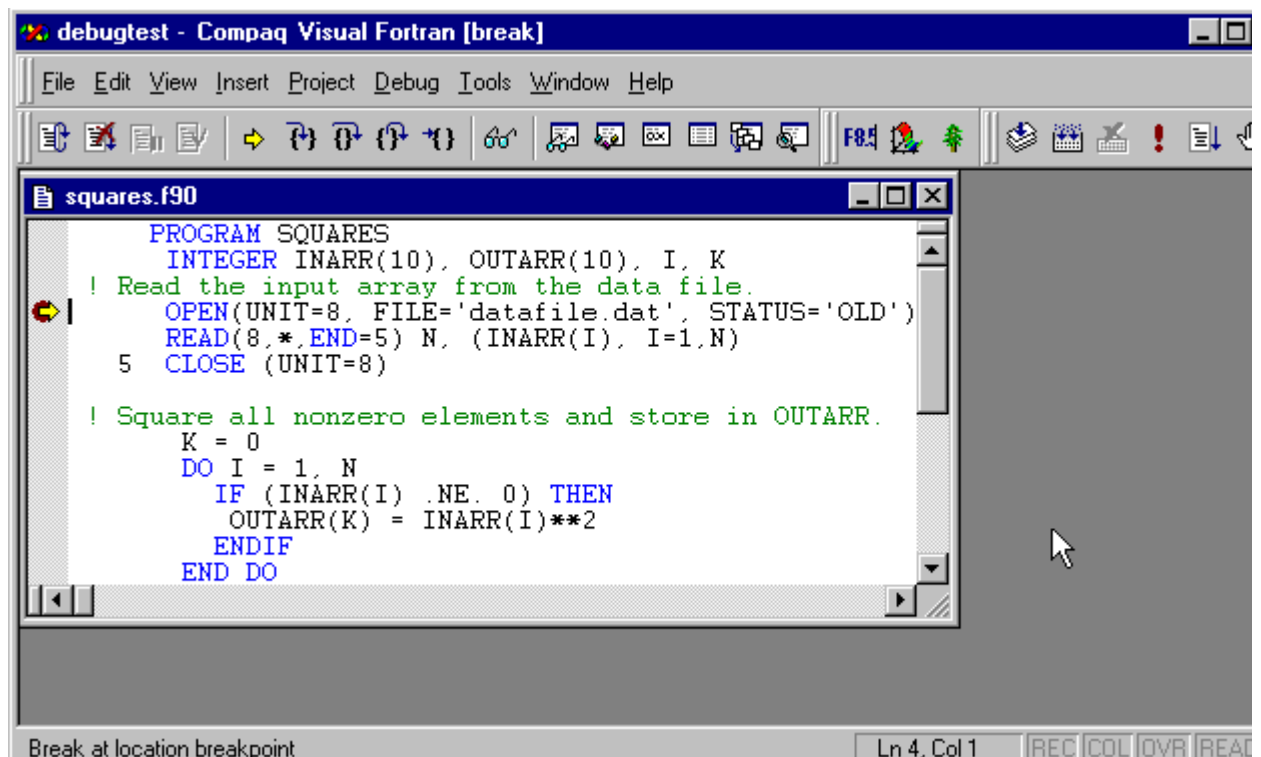 debugtest - Compaq Visual Fortran [break]
File Edit View Insert Project Debug Tools Window Help
squares.f90
PROGRAM SQUARES
INTEGER INARR(10), OUTARR(10), I, K
! Read the input array from the data file.
OPEN(UNIT=8, FILE='datafile.dat', STATUS='OLD')
READ(8,*,END=5) N, (INARR(I), I=1,N)
5 CLOSE (UNIT=8)
! Square all nonzero elements and store in OUTARR.
K = 0
DO I = 1, N
IF (INARR(I) .NE. 0) THEN
OUTARR(K) = INARR(I)**2
ENDIF
END DO
Break at location breakpoint Ln 4, Col 1 REC COL OVR READ